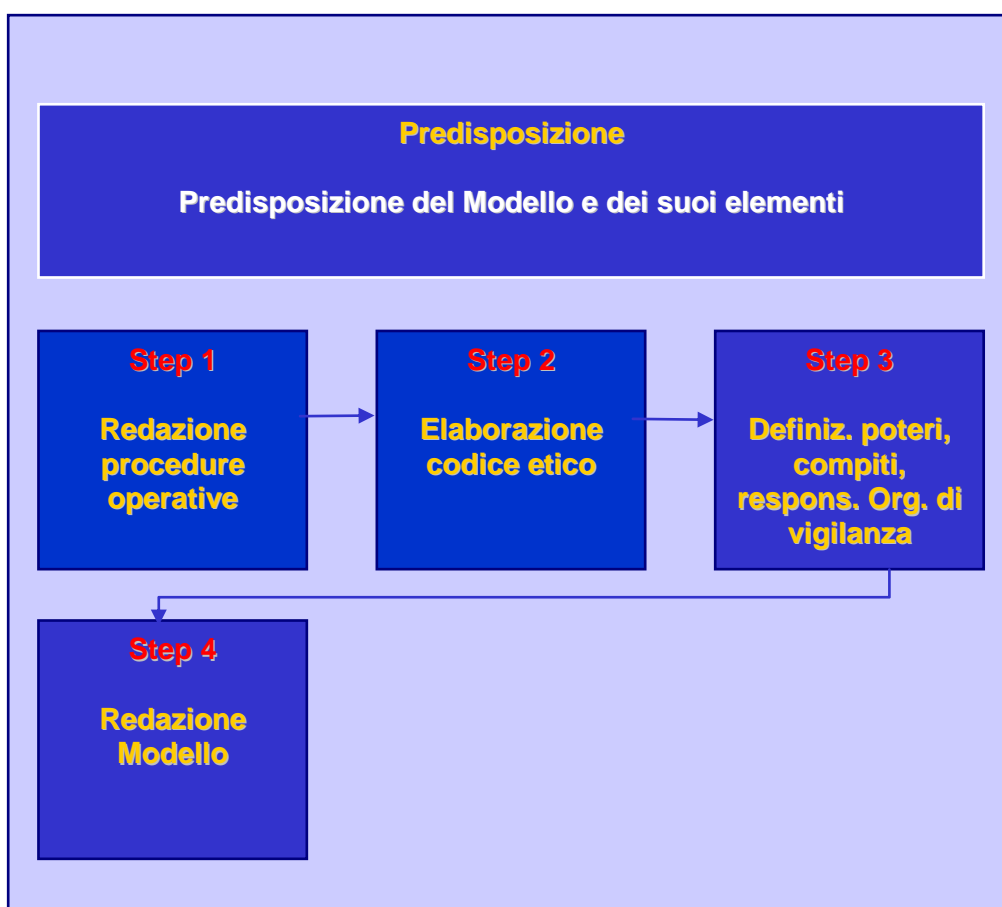 Predisposizione
Predisposizione del Modello e dei suoi elementi
Step 1
Redazione
procedure
operative
Step 2
Elaborazione
codice etico
Step 3
Definiz. poteri,
compiti,
respons. Org. di
vigilanza
Step 4
Redazione
Modello